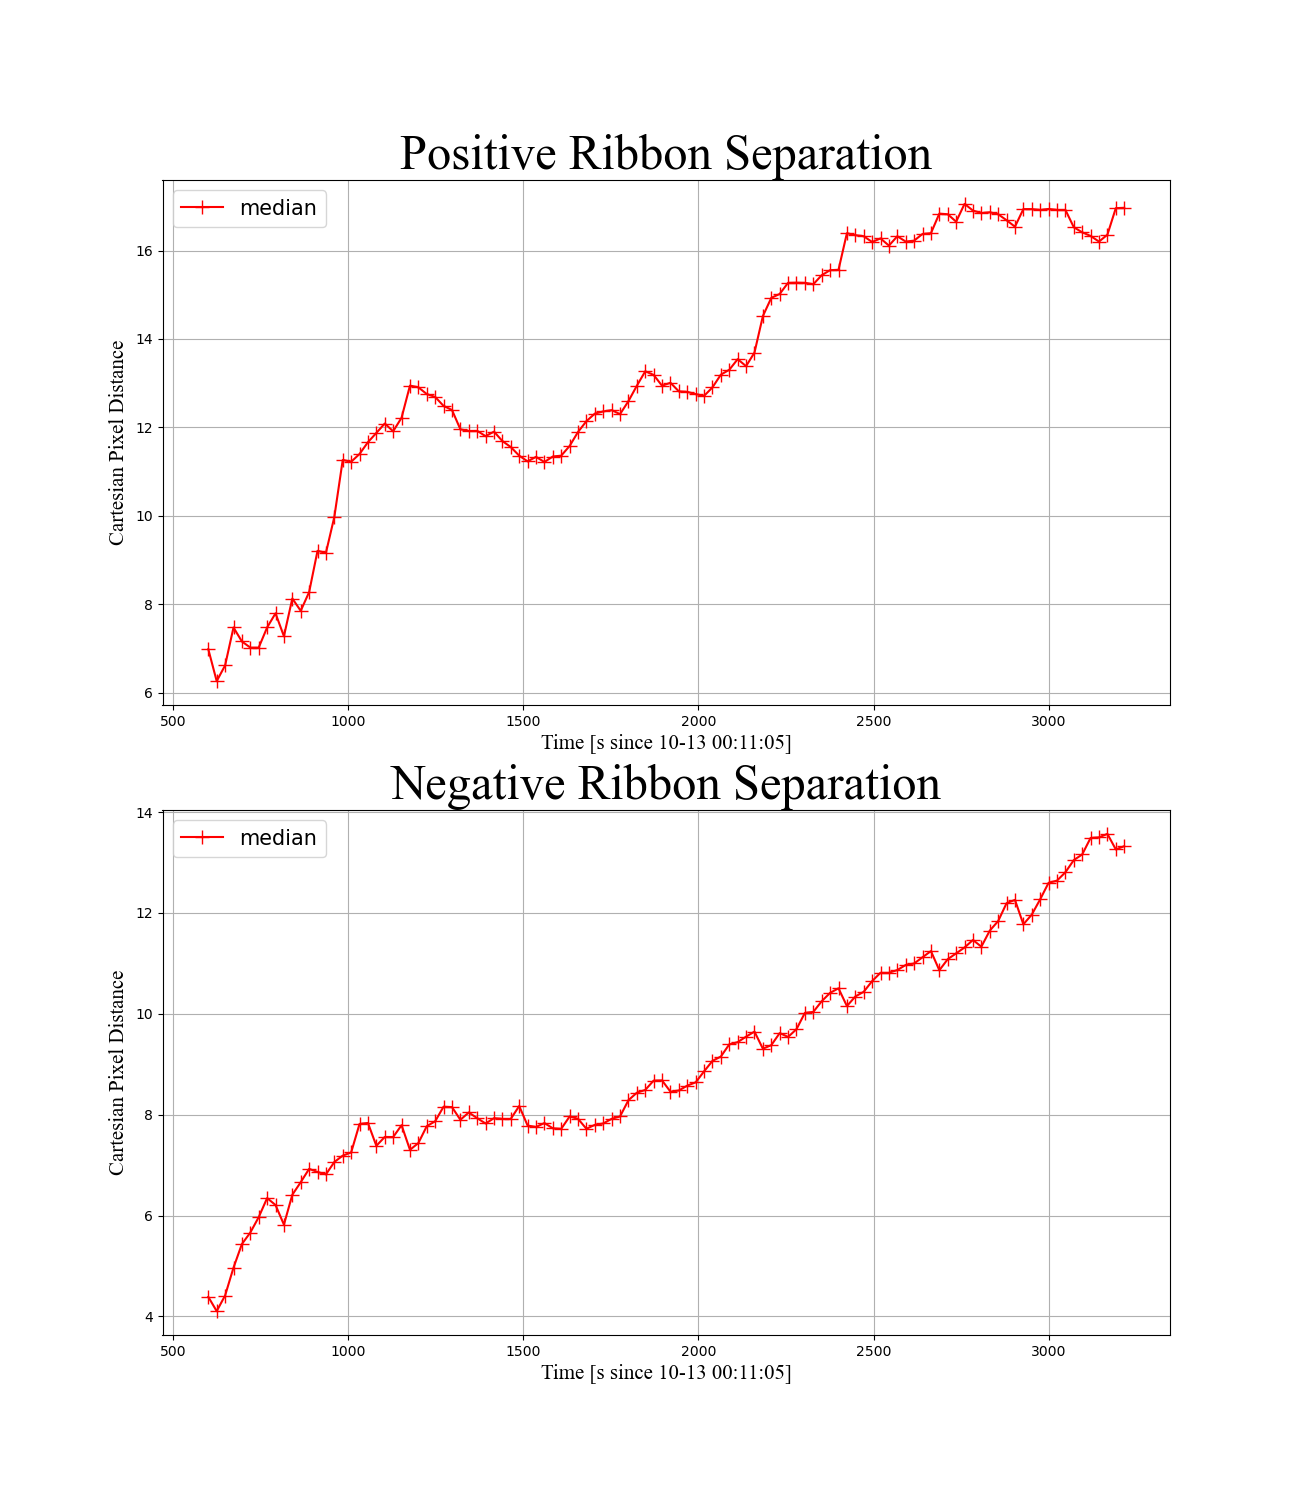 Positive Ribbon Separation
median
16
14
12
10
8
6
Cartesian Pixel Distance
500 1000 1500 2000 2500 3000
Time [s since 10-13 00:11:05]
Negative Ribbon Separation
median
14
12
10
8
6
4
Cartesian Pixel Distance
500 1000 1500 2000 2500 3000
Time [s since 10-13 00:11:05]